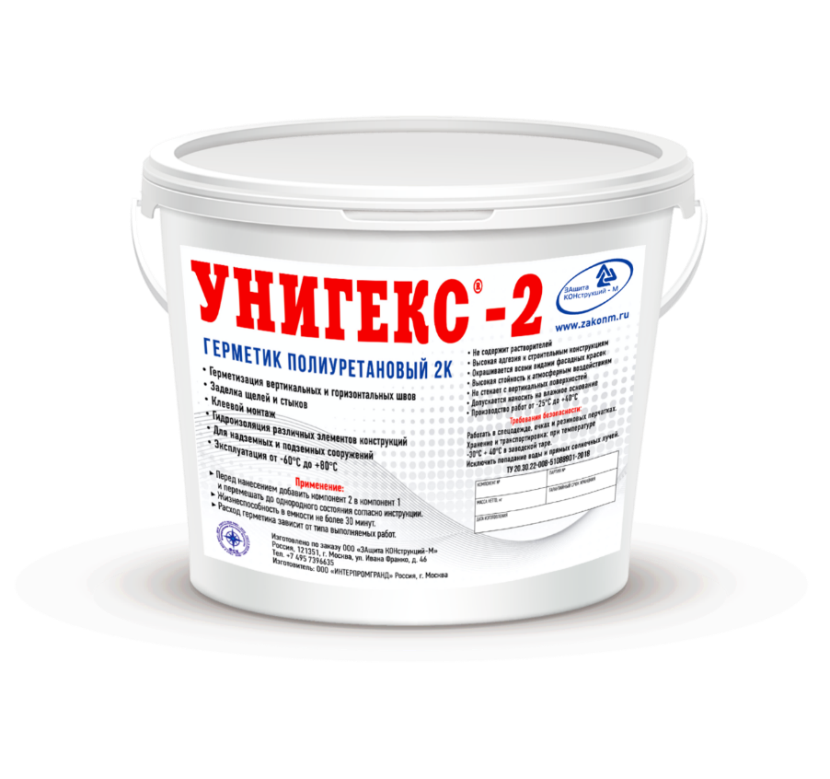 УНИГЕКС®-2
ЗАщита
КОНструкций - М
www.zakonm.ru
ГЕРМЕТИК ПОЛИУРЕТАНОВЫЙ 2К
• Герметизация вертикальных и горизонтальных швов
• Заделка щелей и стыков
• Клеевой монтаж
• Гидроизоляция различных элементов конструкций
• Для надземных и подземных сооружений
• Эксплуатация от -60°С до +80°С
Применение:
► Перед нанесением добавить компонент 2 в компонент 1
и перемешать до однородного состояния согласно инструкции.
► Жизнеспособность в емкости не более 30 минут.
► Расход герметика зависит от типа выполняемых работ.
Изготовлено по заказу ООО «ЗАщита КОНструкций-М»
Россия, 121351, г. Москва, ул. Ивана Франко, д. 46
Тел. +7 495 7396635
Изготовитель: ООО «ИНТЕРПРОМГРАНД» Россия, г. Москва
• Не содержит растворителей
• Высокая адгезия к строительным конструкциям
• Окрашивается всеми видами фасадных красок
• Высокая стойкость к атмосферным воздействиям
• Не стекает с вертикальных поверхностей
• Допускается наносить на влажное основание
• Производство работ от -25°С до +60°С
Требования безопасности:
Работать в спецодежде, очках и резиновых перчатках.
Хранение и транспортировка: при температуре
-30°С + 40°С в заводской таре.
Исключить попадание воды и прямых солнечных лучей.
ТУ 20.30.22-008-51088001-2018
КОМПОНЕНТ №
ПАРТИЯ №
МАССА НЕТТО, кг
ГАРАНТИЙНЫЙ СРОК ХРАНЕНИЯ
ДАТА ИЗГОТОВЛЕНИЯ